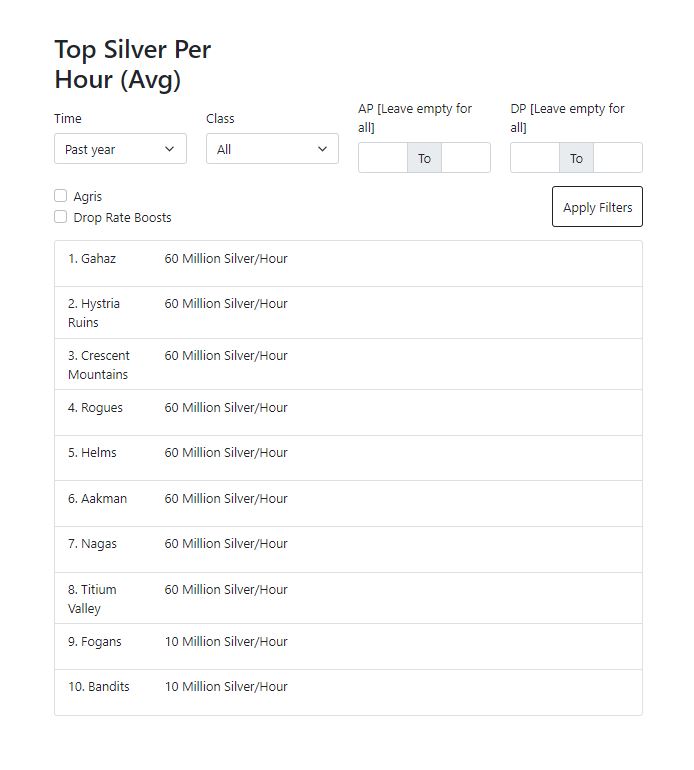 Top Silver Per
Hour (Avg)
Time
Class
AP [Leave empty for
all]
DP [Leave empty for
all]
Past year
All
To
To
Agris
Drop Rate Boosts
Apply Filters
1. Gahaz 60 Million Silver/Hour
2. Hystria 60 Million Silver/Hour
Ruins
3. Crescent 60 Million Silver/Hour
Mountains
4. Rogues 60 Million Silver/Hour
5. Helms 60 Million Silver/Hour
6. Aakman 60 Million Silver/Hour
7. Nagas 60 Million Silver/Hour
8. Titium 60 Million Silver/Hour
Valley
9. Fogans 10 Million Silver/Hour
10. Bandits 10 Million Silver/Hour